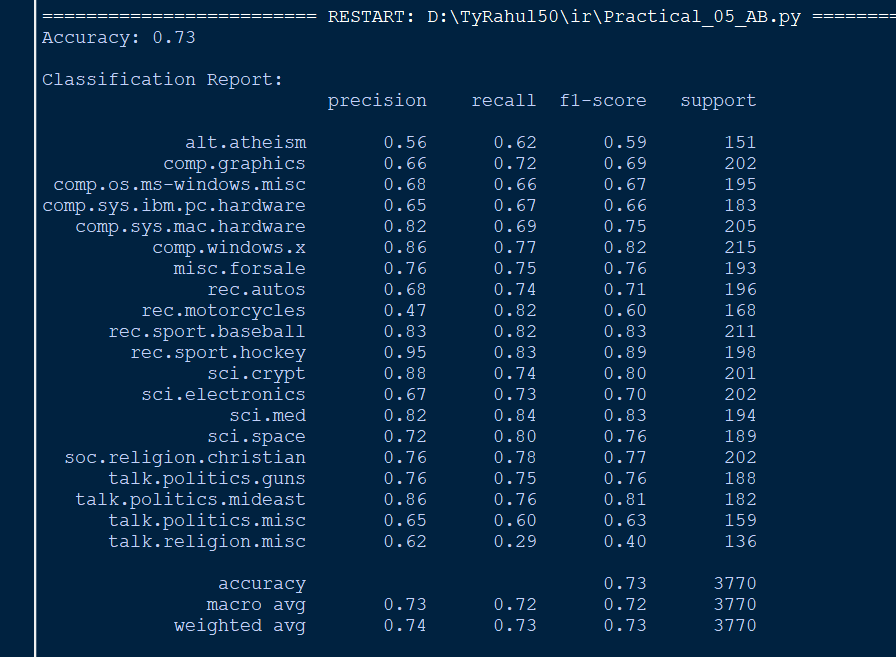 ========================= RESTART: D:\TyRahul50\ir\Practical_05_AB.py ========
Accuracy: 0.73
Classification Report:
precision recall f1-score support
alt.atheism 0.56 0.62 0.59 151
comp.graphics 0.66 0.72 0.69 202
comp.os.ms-windows.misc 0.68 0.66 0.67 195
comp.sys.ibm.pc.hardware 0.65 0.67 0.66 183
comp.sys.mac.hardware 0.82 0.69 0.75 205
comp.windows.x 0.86 0.77 0.82 215
misc.forsale 0.76 0.75 0.76 193
rec.autos 0.68 0.74 0.71 196
rec.motorcycles 0.47 0.82 0.60 168
rec.sport.baseball 0.83 0.82 0.83 211
rec.sport.hockey 0.95 0.83 0.89 198
sci.crypt 0.88 0.74 0.80 201
sci.electronics 0.67 0.73 0.70 202
sci.med 0.82 0.84 0.83 194
sci.space 0.72 0.80 0.76 189
soc.religion.christian 0.76 0.78 0.77 202
talk.politics.guns 0.76 0.75 0.76 188
talk.politics.mideast 0.86 0.76 0.81 182
talk.politics.misc 0.65 0.60 0.63 159
talk.religion.misc 0.62 0.29 0.40 136
accuracy 0.73 3770
macro avg 0.73 0.72 0.72 3770
weighted avg 0.74 0.73 0.73 3770